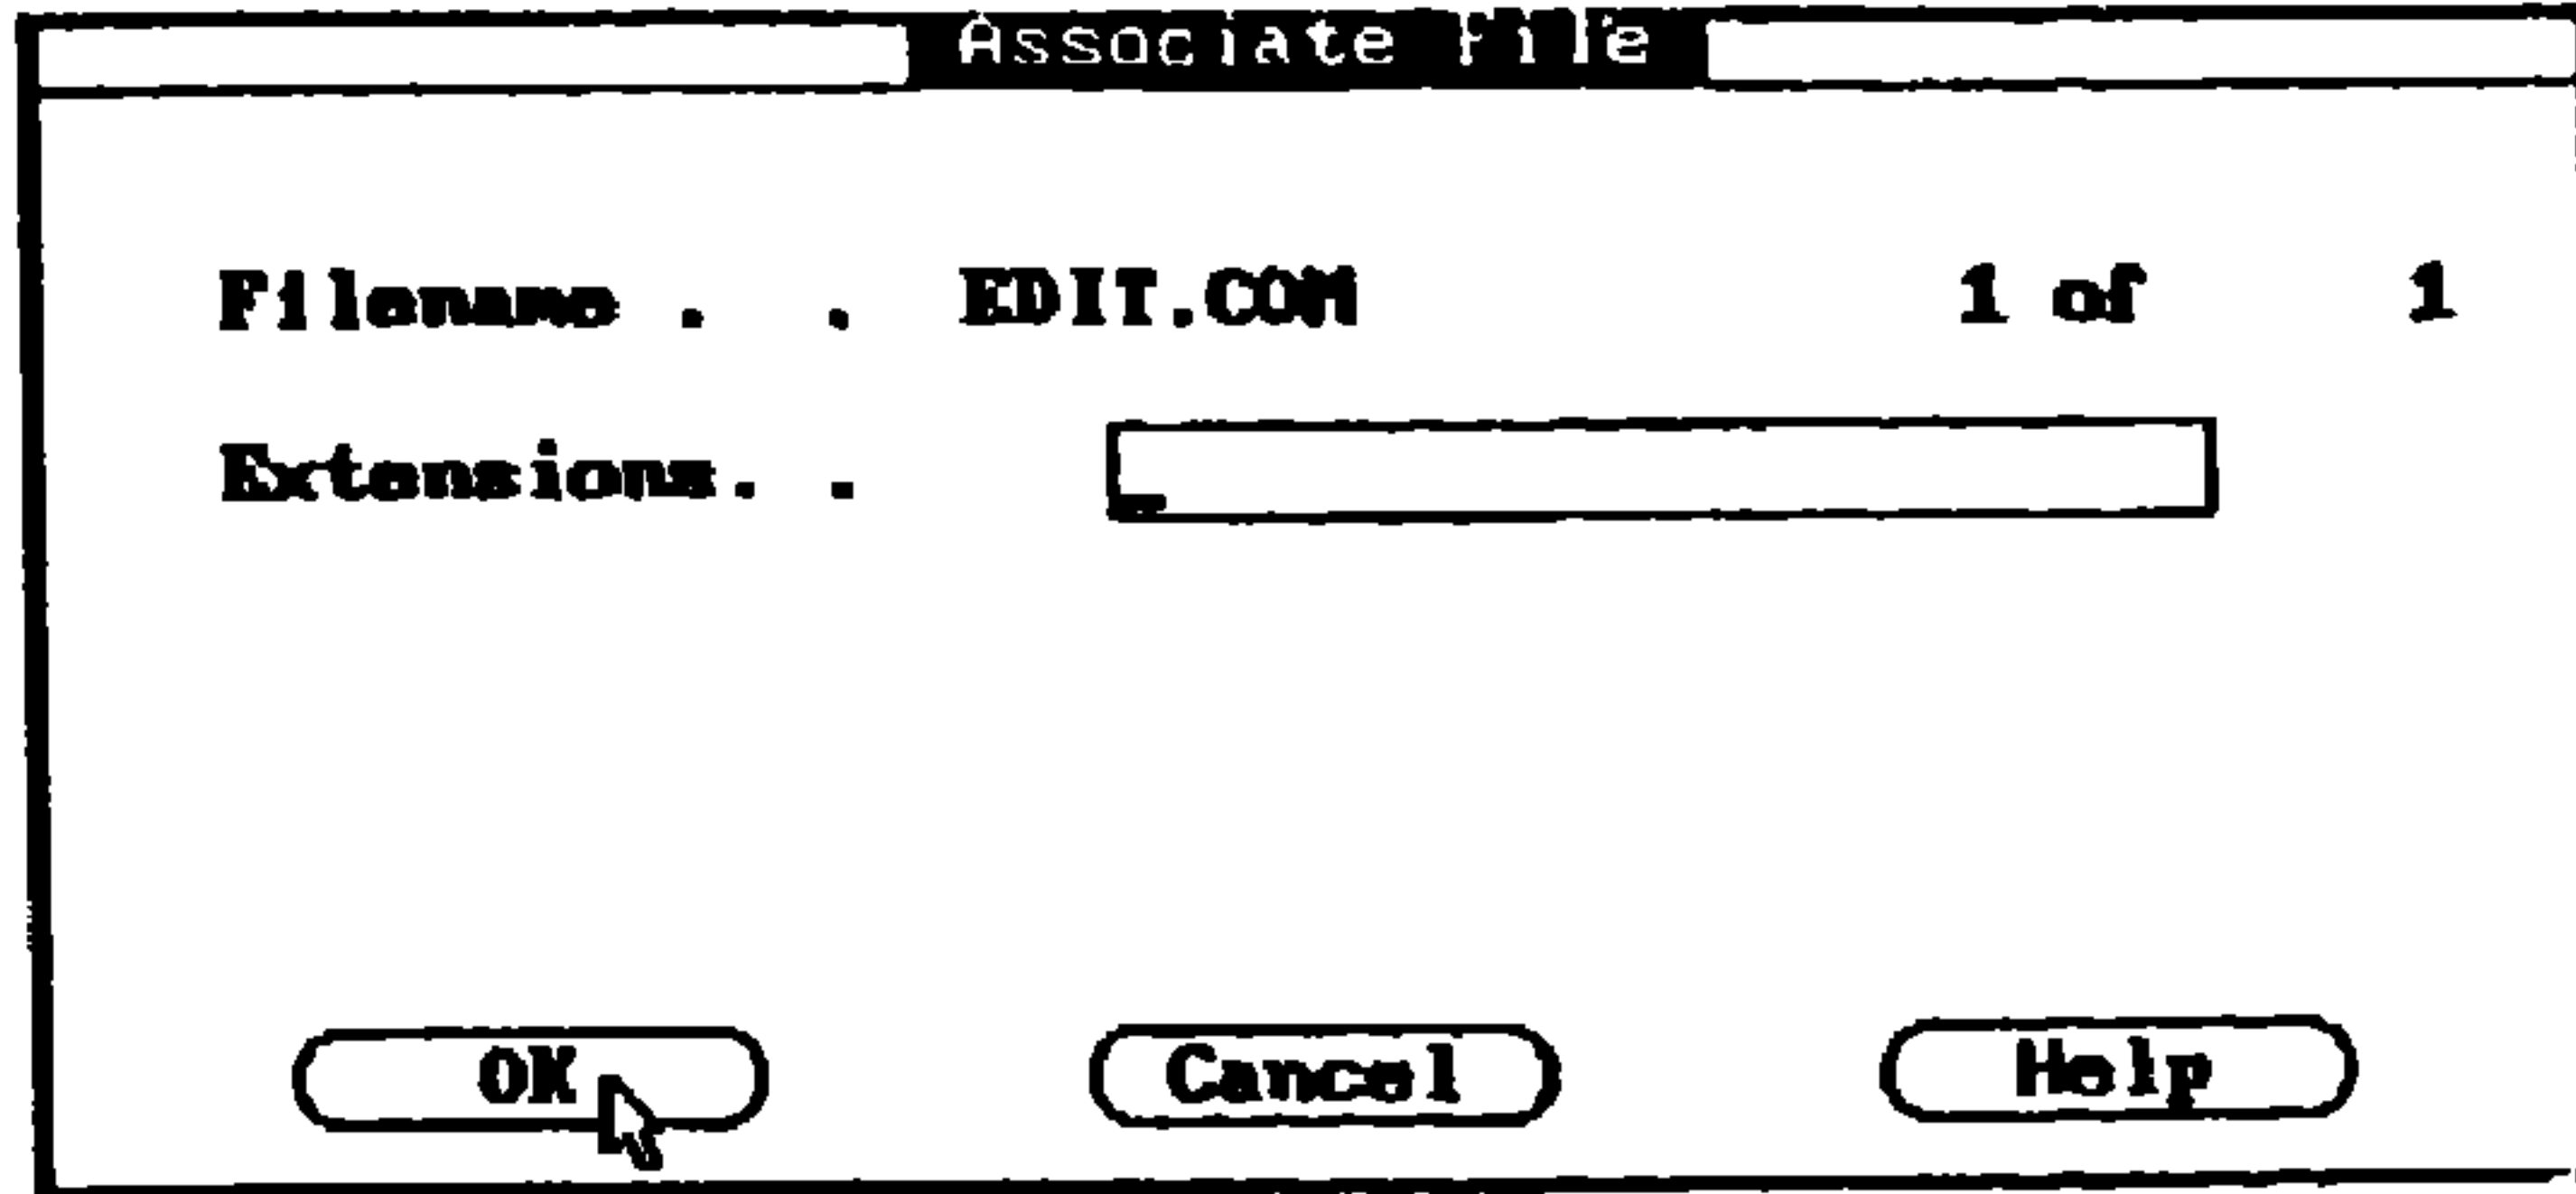 Associate File
Filename . . EDIT.COM 1 of 1
Extensions. .
OK Cancel Help